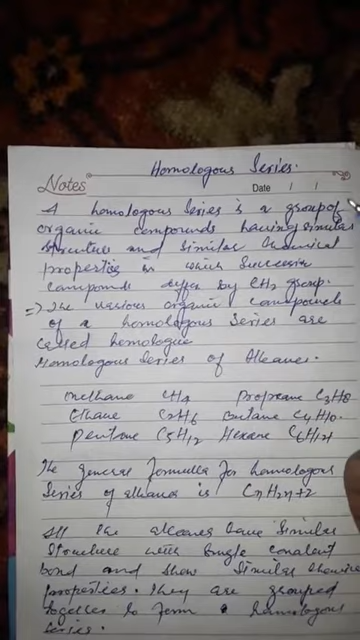 Homologous Series.
Notes
Date / /
A homologous Series is a group of
organic compounds having similar
structure and similar chemical
properties in which Successive
compounds differ by CH2 group.
=> The various organic compounds
of a homologous Series are
called homologue
Homologous Series of Alkanes.
Methane CH4 Propane C3H8
Ethane C2H6 Butane C4H10.
Pentane C5H12 Hexane C6H14
The general formula for homologous
Series of alkanes is CnH2n+2
All the alkanes have similar
structure with single covalent
bond and show similar chemical
properties. They are grouped
together to form a homologous
series.